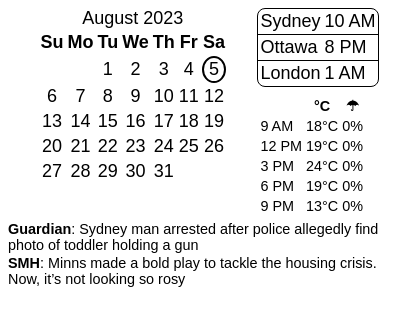 August 2023
Su Mo Tu We Th Fr Sa
1 2 3 4 5
6 7 8 9 10 11 12
13 14 15 16 17 18 19
20 21 22 23 24 25 26
27 28 29 30 31
Sydney 10 AM
Ottawa 8 PM
London 1 AM
°C ☂
9 AM 18°C 0%
12 PM 19°C 0%
3 PM 24°C 0%
6 PM 19°C 0%
9 PM 13°C 0%
Guardian: Sydney man arrested after police allegedly find
photo of toddler holding a gun
SMH: Minns made a bold play to tackle the housing crisis.
Now, it’s not looking so rosy